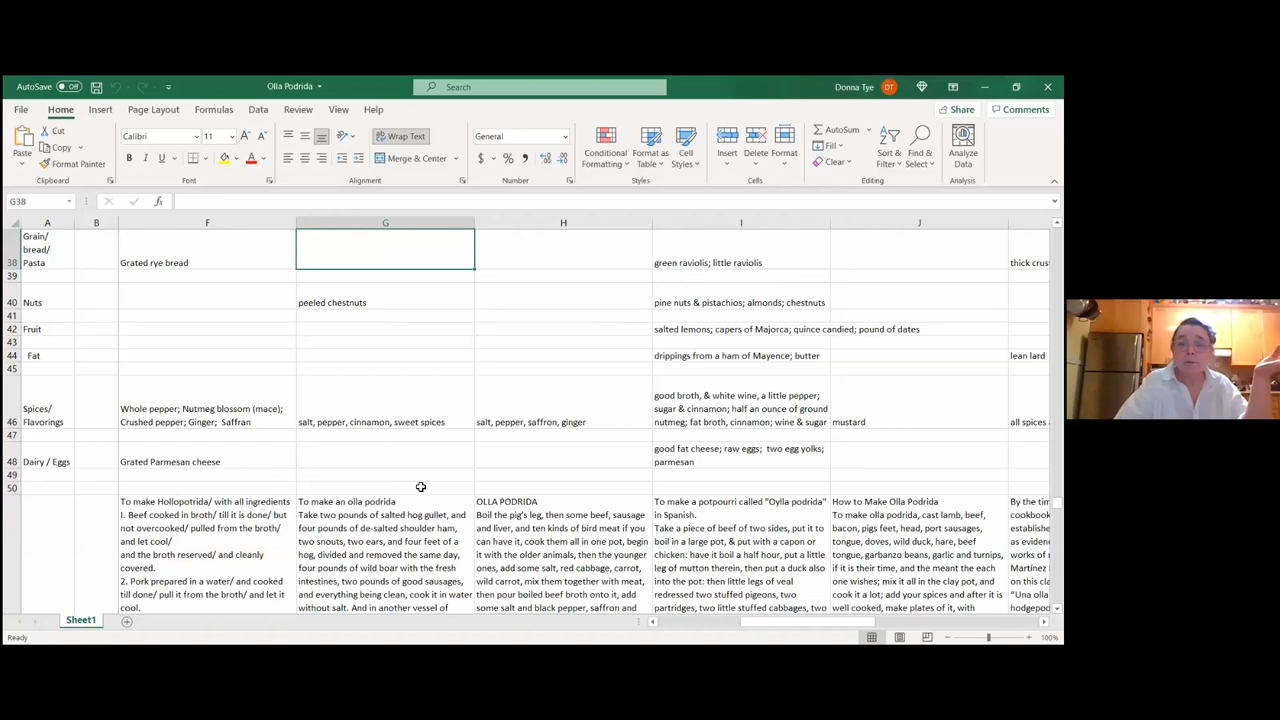 AutoSave Off
Olla Podrida
Search
Donna Tye DT
File Home Insert Page Layout Formulas Data Review View Help
Share Comments
Paste
Cut
Copy
Format Painter
Clipboard
Calibri 11
B I U
Font
Wrap Text
Merge & Center
Alignment
General
$ % ,
Number
Conditional Formatting
Format as Table
Cell Styles
Styles
Insert Delete Format
Cells
AutoSum
Fill
Clear
Sort & Filter
Find & Select
Editing
Analyze Data
Analysis
G38
fx
A B F G H I J
38
Grain/
bread/
Pasta
Grated rye bread
green raviolis; little raviolis
thick crus
39
40 Nuts peeled chestnuts pine nuts & pistachios; almonds; chestnuts
41
42 Fruit salted lemons; capers of Majorca; quince candied; pound of dates
43
44 Fat drippings from a ham of Mayence; butter lean lard
45
46
Spices/
Flavorings
Whole pepper; Nutmeg blossom (mace);
Crushed pepper; Ginger; Saffran
salt, pepper, cinnamon, sweet spices
salt, pepper, saffron, ginger
good broth, & white wine, a little pepper;
sugar & cinnamon; half an ounce of ground
nutmeg; fat broth, cinnamon; wine & sugar
mustard
all spices
47
48 Dairy / Eggs Grated Parmesan cheese
good fat cheese; raw eggs; two egg yolks;
parmesan
49
50
To make Hollopotrida/ with all ingredients
I. Beef cooked in broth/ till it is done/ but
not overcooked/ pulled from the broth/
and let cool/
and the broth reserved/ and cleanly
covered.
2. Pork prepared in a water/ and cooked
till done/ pull it from the broth/ and let it
cool.
To make an olla podrida
Take two pounds of salted hog gullet, and
four pounds of de-salted shoulder ham,
two snouts, two ears, and four feet of a
hog, divided and removed the same day,
four pounds of wild boar with the fresh
intestines, two pounds of good sausages,
and everything being clean, cook it in water
without salt. And in another vessel of
OLLA PODRIDA
Boil the pig's leg, then some beef, sausage
and liver, and ten kinds of bird meat if you
can have it, cook them all in one pot, begin
it with the older animals, then the younger
ones, add some salt, red cabbage, carrot,
wild carrot, mix them together with meat,
then pour boiled beef broth onto it, add
some salt and black pepper, saffron and
To make a potpourri called "Oylla podrida"
in Spanish.
Take a piece of beef of two sides, put it to
boil in a large pot, & put with a capon or
chicken: have it boil a half hour, put a little
leg of mutton therein, then put a duck also
into the pot: then little legs of veal
redressed two stuffed pigeons, two
partridges, two little stuffed cabbages, two
How to Make Olla Podrida
To make olla podrida, cast lamb, beef,
bacon, pigs feet, head, port sausages,
tongue, doves, wild duck, hare, beef
tongue, garbanzo beans, garlic and turnips,
if it is their time, and the meant the each
one wishes; mix it all in the clay pot, and
cook it a lot; add your spices and after it is
well cooked, make plates of it, with
By the tim
cookbook
establishe
as evidenc
works of r
Martínez I
on this cla
"Una olla
hodgepod
Sheet1
Ready
100%